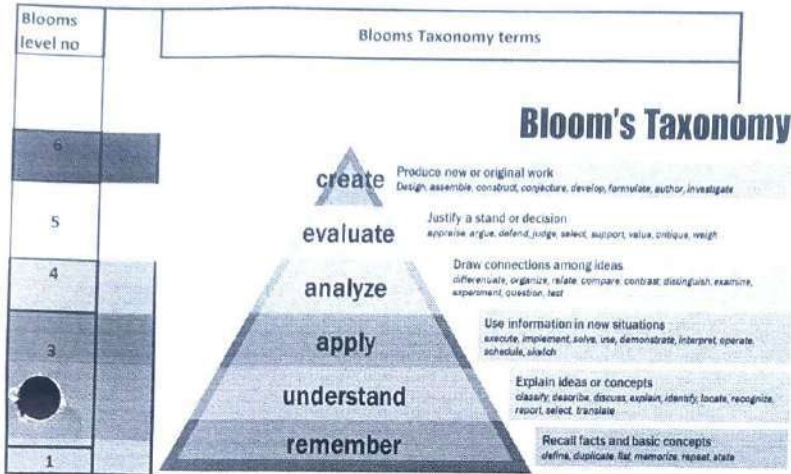 Blooms
level no
Blooms Taxonomy terms
Bloom's Taxonomy
6
create
Produce new or original work
Design, assemble, construct, conjecture, develop, formulate, author, investigate
5
evaluate
Justify a stand or decision
appraise, argue, defend, judge, select, support, value, critique, weigh
4
analyze
Draw connections among ideas
differentiate, organize, relate, compare, contrast, distinguish, examine,
experiment, question, test
3
apply
Use information in new situations
execute, implement, solve, use, demonstrate, interpret, operate,
schedule, sketch
understand
Explain ideas or concepts
classify, describe, discuss, explain, identify, locate, recognize,
report, select, translate
1
remember
Recall facts and basic concepts
define, duplicate, list, memorize, repeat, state